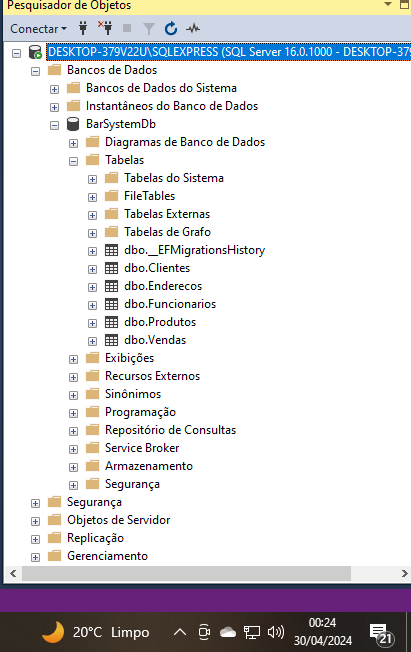 Pesquisador de Objetos
Conectar
DESKTOP-379V22U\SQLEXPRESS (SQL Server 16.0.1000 - DESKTOP-379
Bancos de Dados
Bancos de Dados do Sistema
Instantâneos do Banco de Dados
BarSystemDb
Diagramas de Banco de Dados
Tabelas
Tabelas do Sistema
FileTables
Tabelas Externas
Tabelas de Grafo
dbo.__EFMigrationsHistory
dbo.Clientes
dbo.Enderecos
dbo.Funcionarios
dbo.Produtos
dbo.Vendas
Exibições
Recursos Externos
Sinônimos
Programação
Repositório de Consultas
Service Broker
Armazenamento
Segurança
Segurança
Objetos de Servidor
Replicação
Gerenciamento
20°C Limpo
00:24
30/04/2024
21